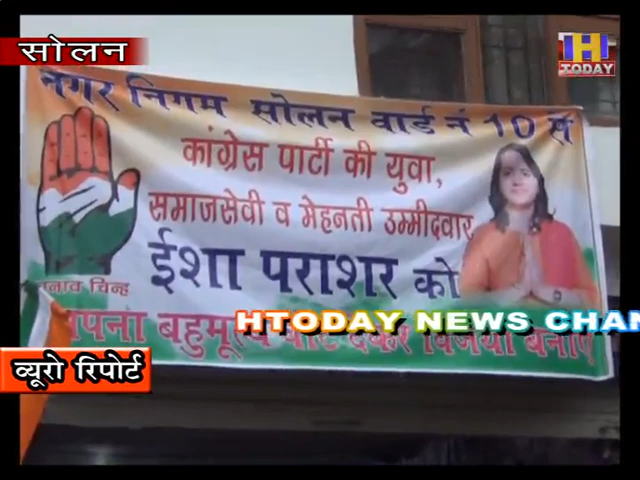 सोलन
H
TODAY
नगर निगम सोलन वार्ड नं 10 से
कांग्रेस पार्टी की युवा,
समाजसेवी व मेहनती उम्मीदवार
ईशा पराशर को
चुनाव चिन्ह
HTODAY NEWS CHAN
अपना बहुमूल्य वोट देकर विजयी बनाएं
ब्यूरो रिपोर्ट